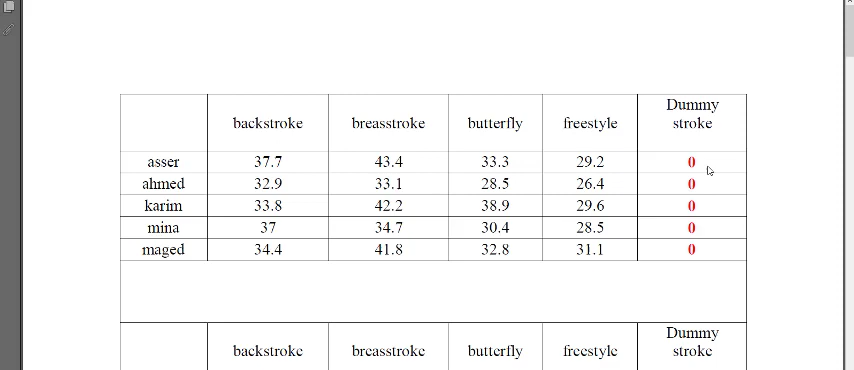 Dummy
backstroke breasstroke butterfly freestyle stroke
asser 37.7 43.4 33.3 29.2 0
ahmed 32.9 33.1 28.5 26.4 0
karim 33.8 42.2 38.9 29.6 0
mina 37 34.7 30.4 28.5 0
maged 34.4 41.8 32.8 31.1 0
Dummy
backstroke breasstroke butterfly freestyle stroke